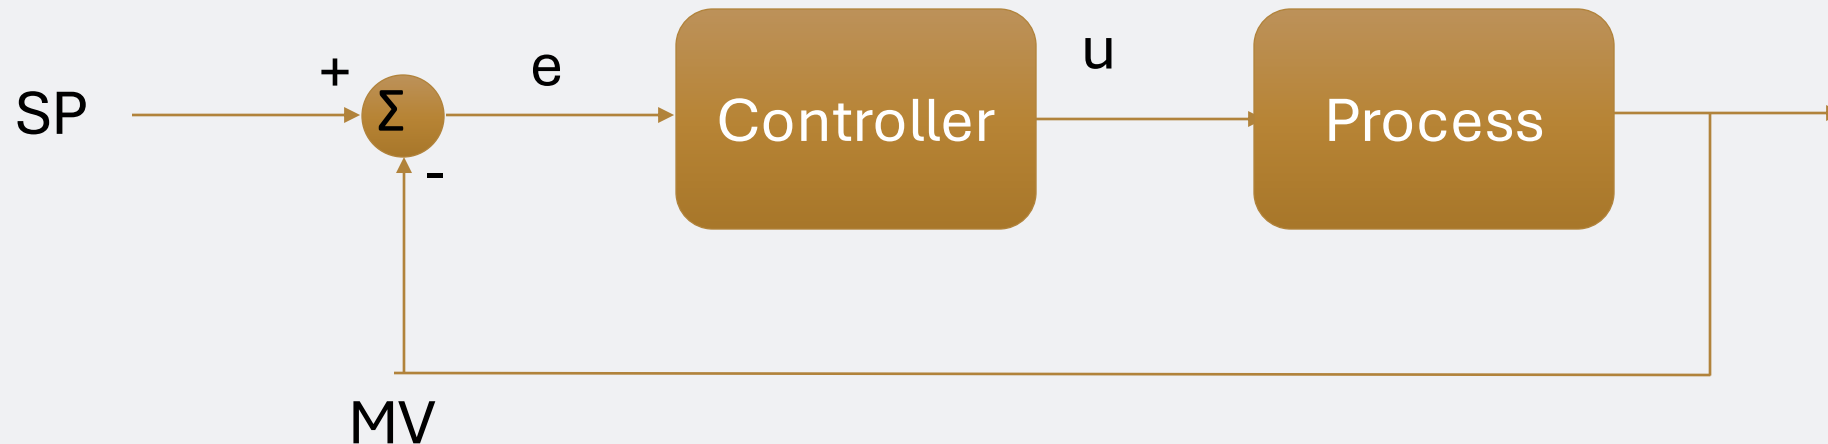 SP
+
Σ
-
e
Controller
u
Process
MV